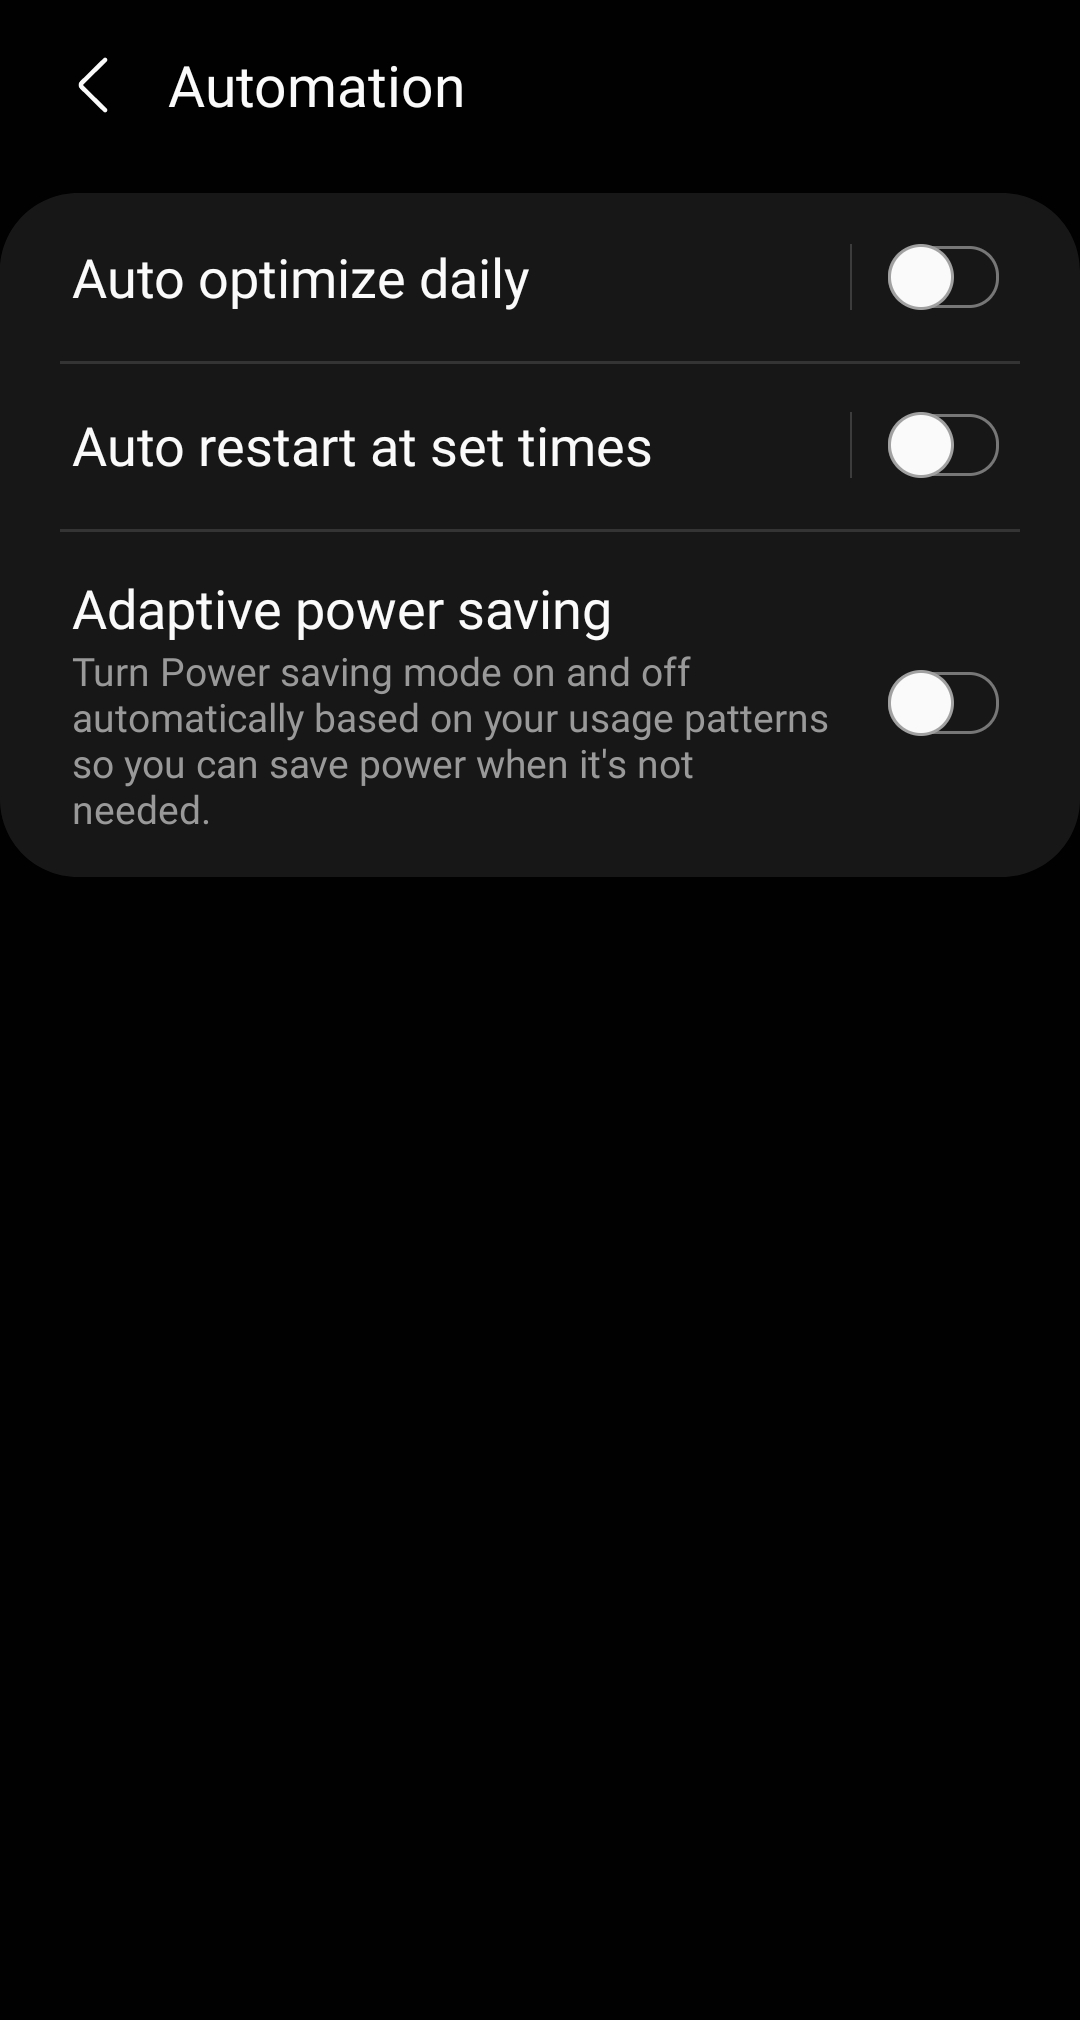 Automation
Auto optimize daily
Auto restart at set times
Adaptive power saving
Turn Power saving mode on and off
automatically based on your usage patterns
so you can save power when it's not
needed.